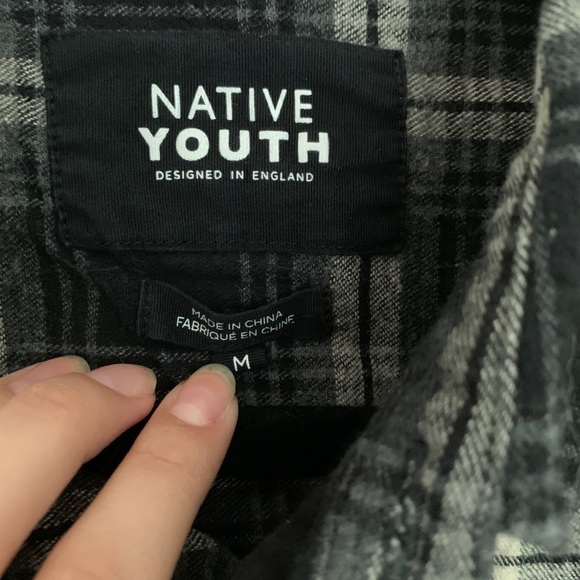 NATIVE
YOUTH
DESIGNED IN ENGLAND
MADE IN CHINA
FABRIQUÉ EN CHINE
M